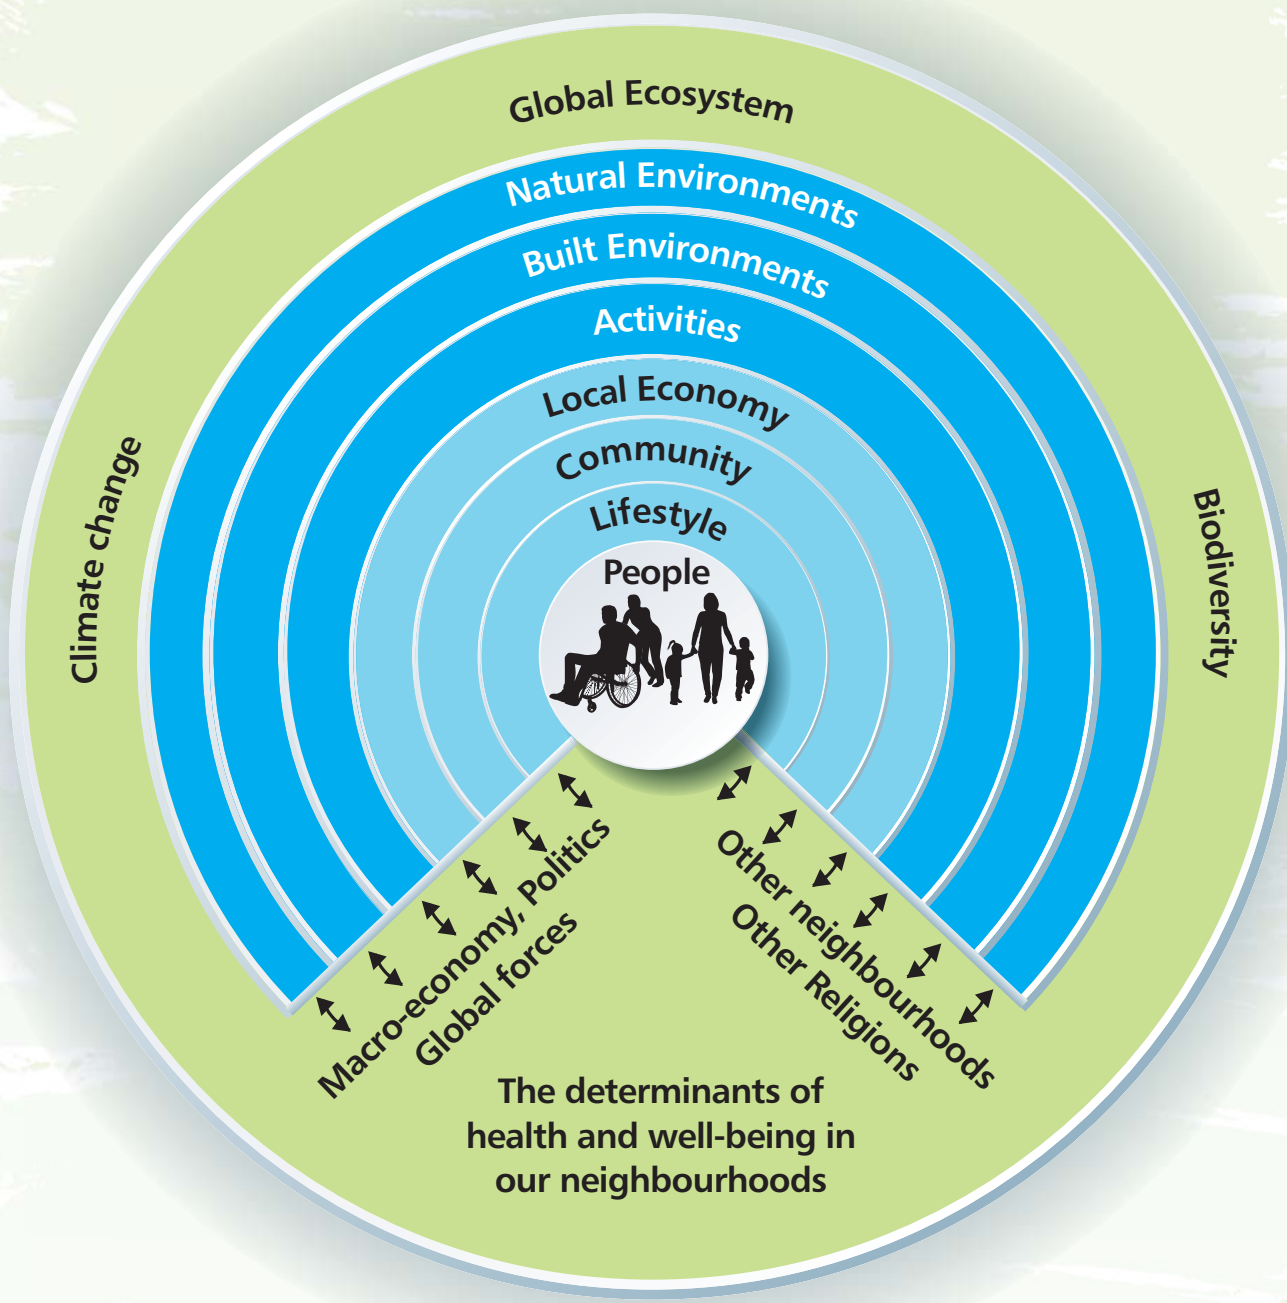 Global Ecosystem
Natural Environments
Built Environments
Activities
Local Economy
Community
Lifestyle
People
Climate change
Biodiversity
Macro-economy, Politics
Global forces
Other neighbourhoods
Other Religions
The determinants of
health and well-being in
our neighbourhoods